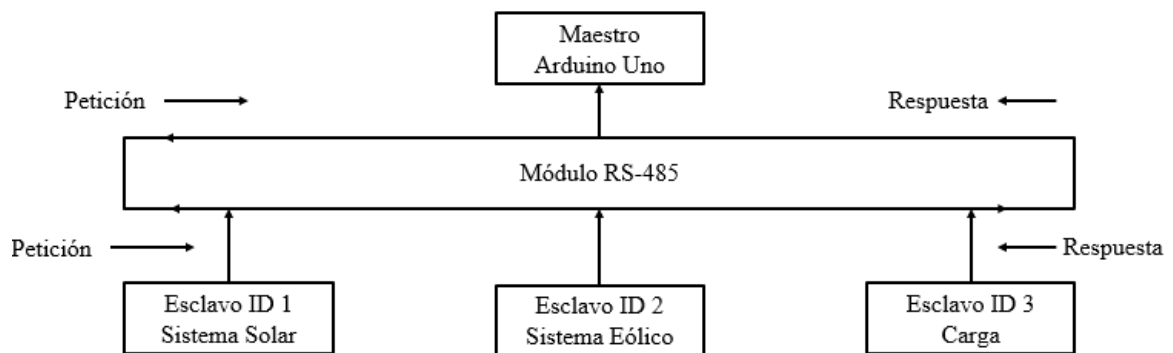 Maestro
Arduino Uno
Petición
Respuesta
Módulo RS-485
Petición
Respuesta
Esclavo ID 1
Sistema Solar
Esclavo ID 2
Sistema Eólico
Esclavo ID 3
Carga